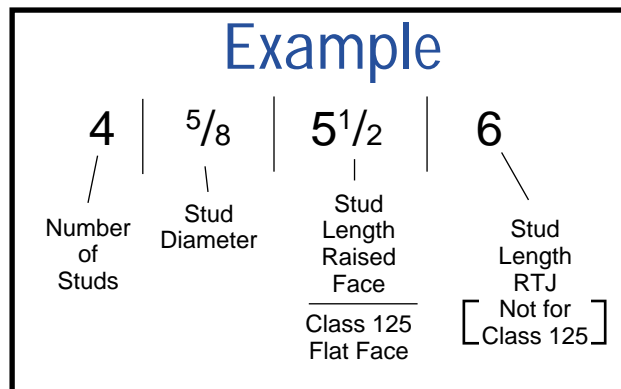 Example
4 5/8 5 1/2 6
Number
of
Studs
Stud
Diameter
Stud
Length
Raised
Face
Class 125
Flat Face
Stud
Length
RTJ
Not for
Class 125